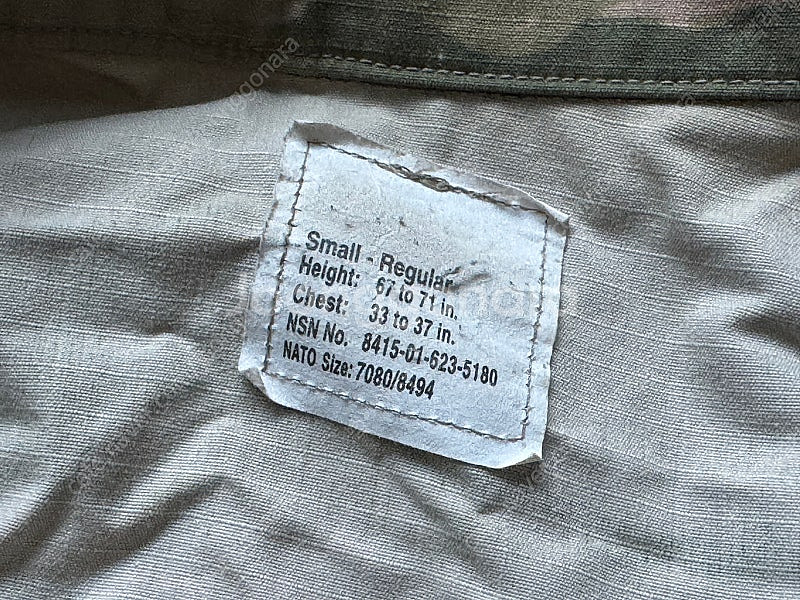 Small - Regular
Height: 67 to 71 in.
Chest: 33 to 37 in.
NSN No. 8415-01-623-5180
NATO Size: 7080/8494